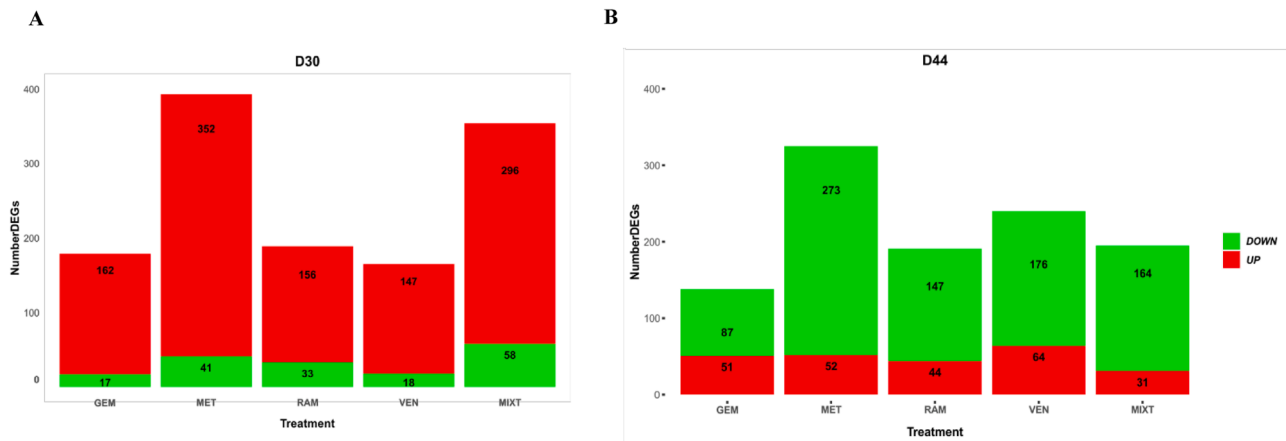 A
D30
NumberDEGs
400
300
200
100
0
352
296
162
156
147
17
41
33
18
58
GEM MET RAM VEN MIXT
Treatment
B
D44
NumberDEGs
400
300
200
100
0
273
176
164
147
87
51
52
44
64
31
GEM MET RAM VEN MIXT
Treatment
DOWN
UP